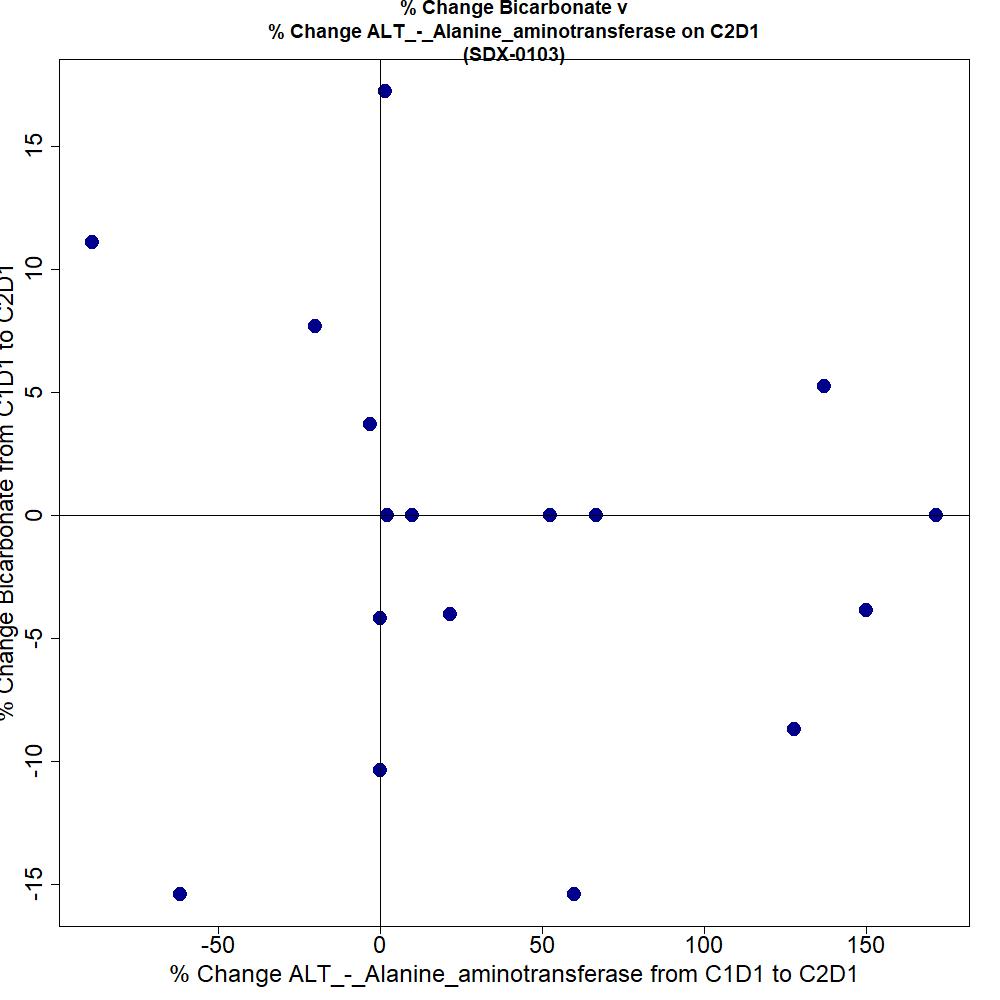 % Change Bicarbonate v
% Change ALT_-_Alanine_aminotransferase on C2D1
(SDX-0103)
% Change Bicarbonate from C1D1 to C2D1
15
10
5
0
-5
-10
-15
-50
0
50
100
150
% Change ALT_-_Alanine_aminotransferase from C1D1 to C2D1